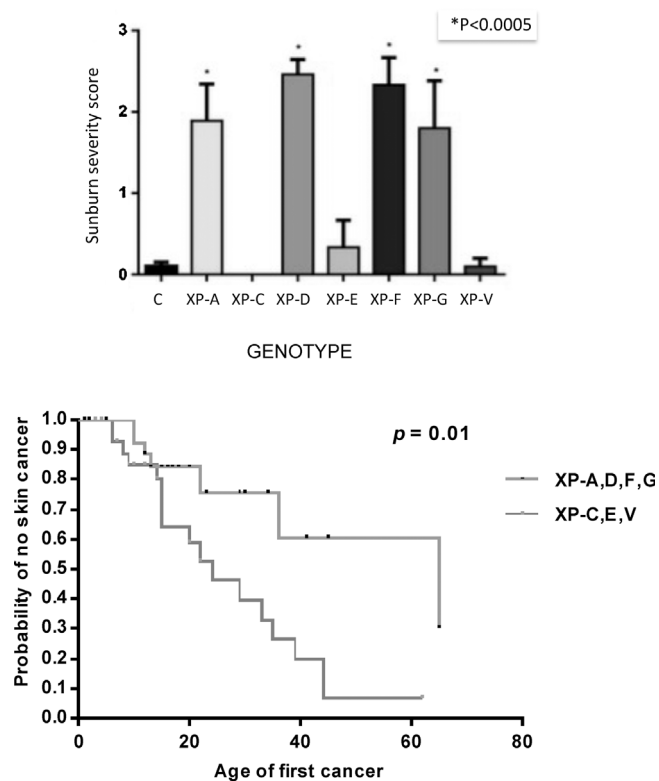 *P<0.0005
Sunburn severity score
3
2
1
0
* * * * 
C XP-A XP-C XP-D XP-E XP-F XP-G XP-V
GENOTYPE
Probability of no skin cancer
1.0
0.9
0.8
0.7
0.6
0.5
0.4
0.3
0.2
0.1
0.0
p = 0.01
XP-A,D,F,G
XP-C,E,V
0 20 40 60 80
Age of first cancer